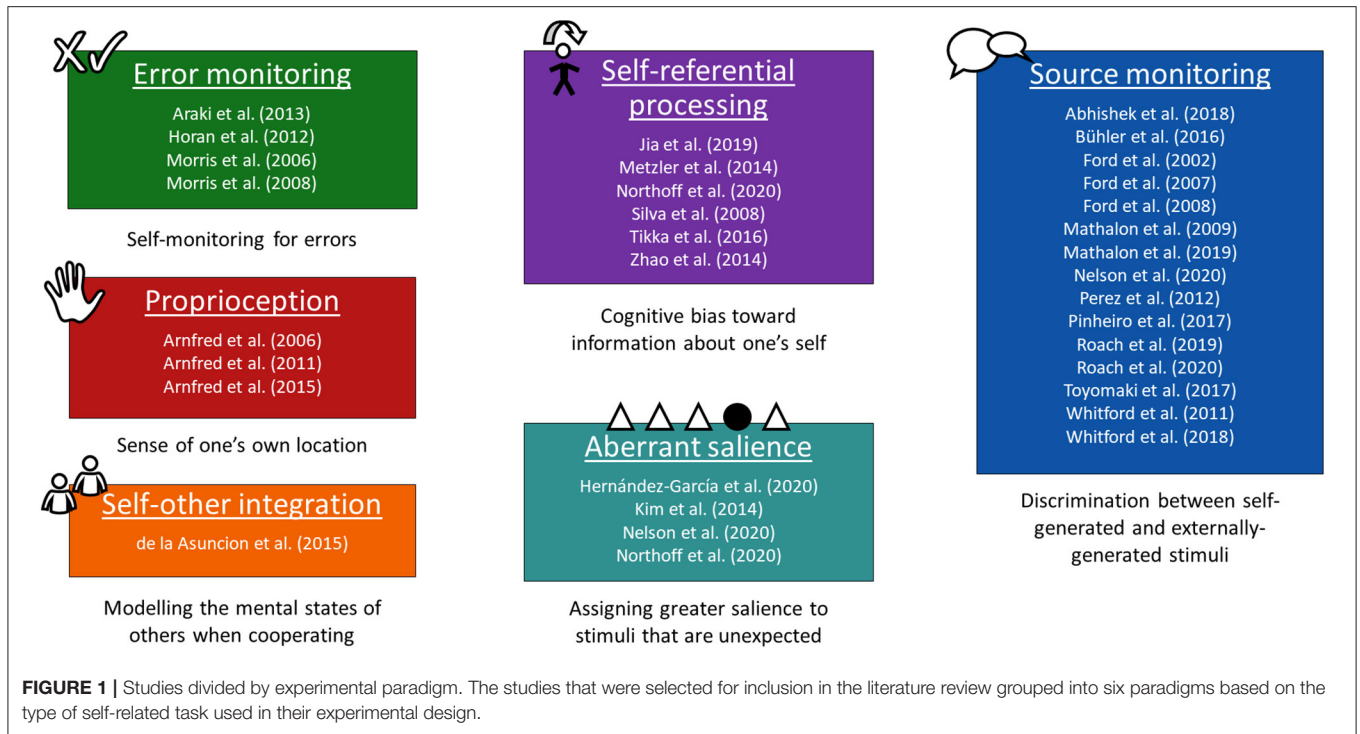 Error monitoring
Araki et al. (2013)
Horan et al. (2012)
Morris et al. (2006)
Morris et al. (2008)
Self-monitoring for errors
Proprioception
Arnfred et al. (2006)
Arnfred et al. (2011)
Arnfred et al. (2015)
Sense of one's own location
Self-other integration
de la Asuncion et al. (2015)
Modelling the mental states of
others when cooperating
Self-referential
processing
Jia et al. (2019)
Metzler et al. (2014)
Northoff et al. (2020)
Silva et al. (2008)
Tikka et al. (2016)
Zhao et al. (2014)
Cognitive bias toward
information about one's self
Aberrant salience
Hernández-García et al. (2020)
Kim et al. (2014)
Nelson et al. (2020)
Northoff et al. (2020)
Assigning greater salience to
stimuli that are unexpected
Source monitoring
Abhishek et al. (2018)
Bühler et al. (2016)
Ford et al. (2002)
Ford et al. (2007)
Ford et al. (2008)
Mathalon et al. (2009)
Mathalon et al. (2019)
Nelson et al. (2020)
Perez et al. (2012)
Pinheiro et al. (2017)
Roach et al. (2019)
Roach et al. (2020)
Toyomaki et al. (2017)
Whitford et al. (2011)
Whitford et al. (2018)
Discrimination between self-
generated and externally-
generated stimuli
FIGURE 1 | Studies divided by experimental paradigm. The studies that were selected for inclusion in the literature review grouped into six paradigms based on the
type of self-related task used in their experimental design.